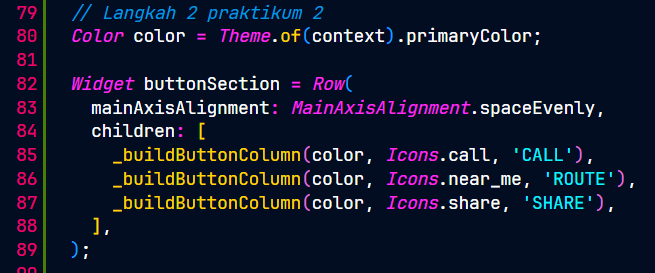 79 // Langkah 2 praktikum 2
80 Color color = Theme.of(context).primaryColor;
81
82 Widget buttonSection = Row(
83   mainAxisAlignment: MainAxisAlignment.spaceEvenly,
84   children: [
85     _buildButtonColumn(color, Icons.call, 'CALL'),
86     _buildButtonColumn(color, Icons.near_me, 'ROUTE'),
87     _buildButtonColumn(color, Icons.share, 'SHARE'),
88   ],
89 );